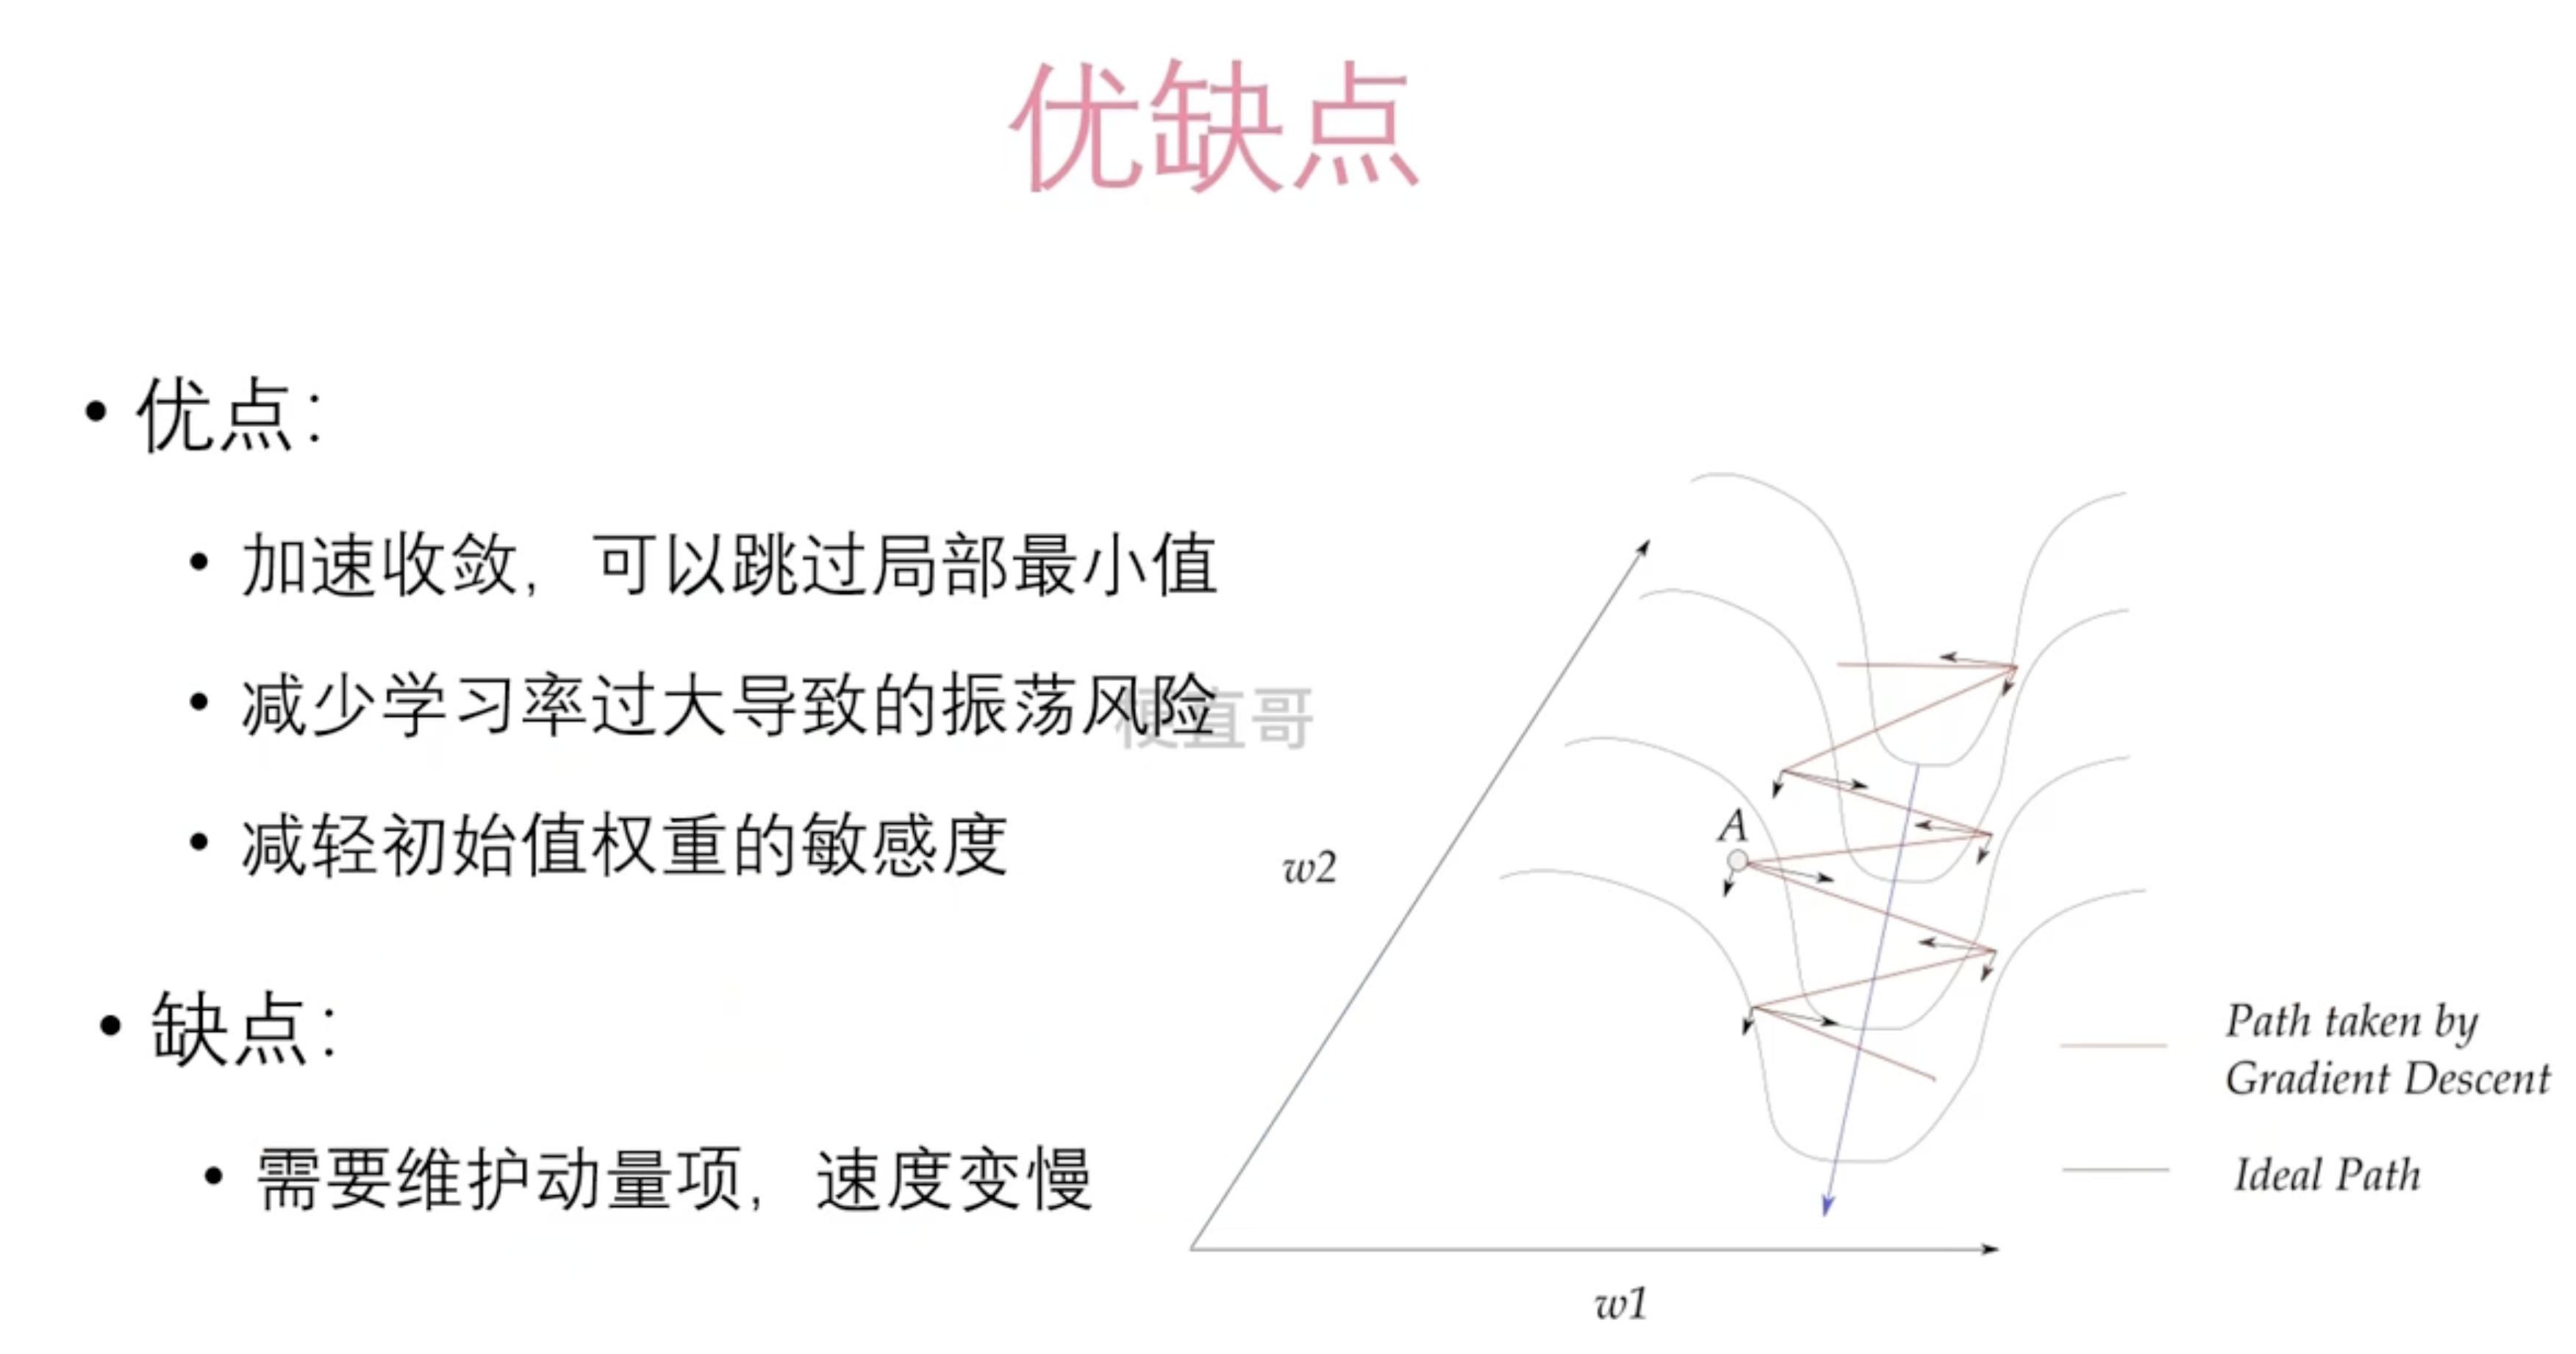 优缺点
• 优点：
• 加速收敛，可以跳过局部最小值
• 减少学习率过大导致的振荡风险
梗直哥
• 减轻初始值权重的敏感度
• 缺点：
• 需要维护动量项，速度变慢
A
w2
w1
Path taken by
Gradient Descent
Ideal Path